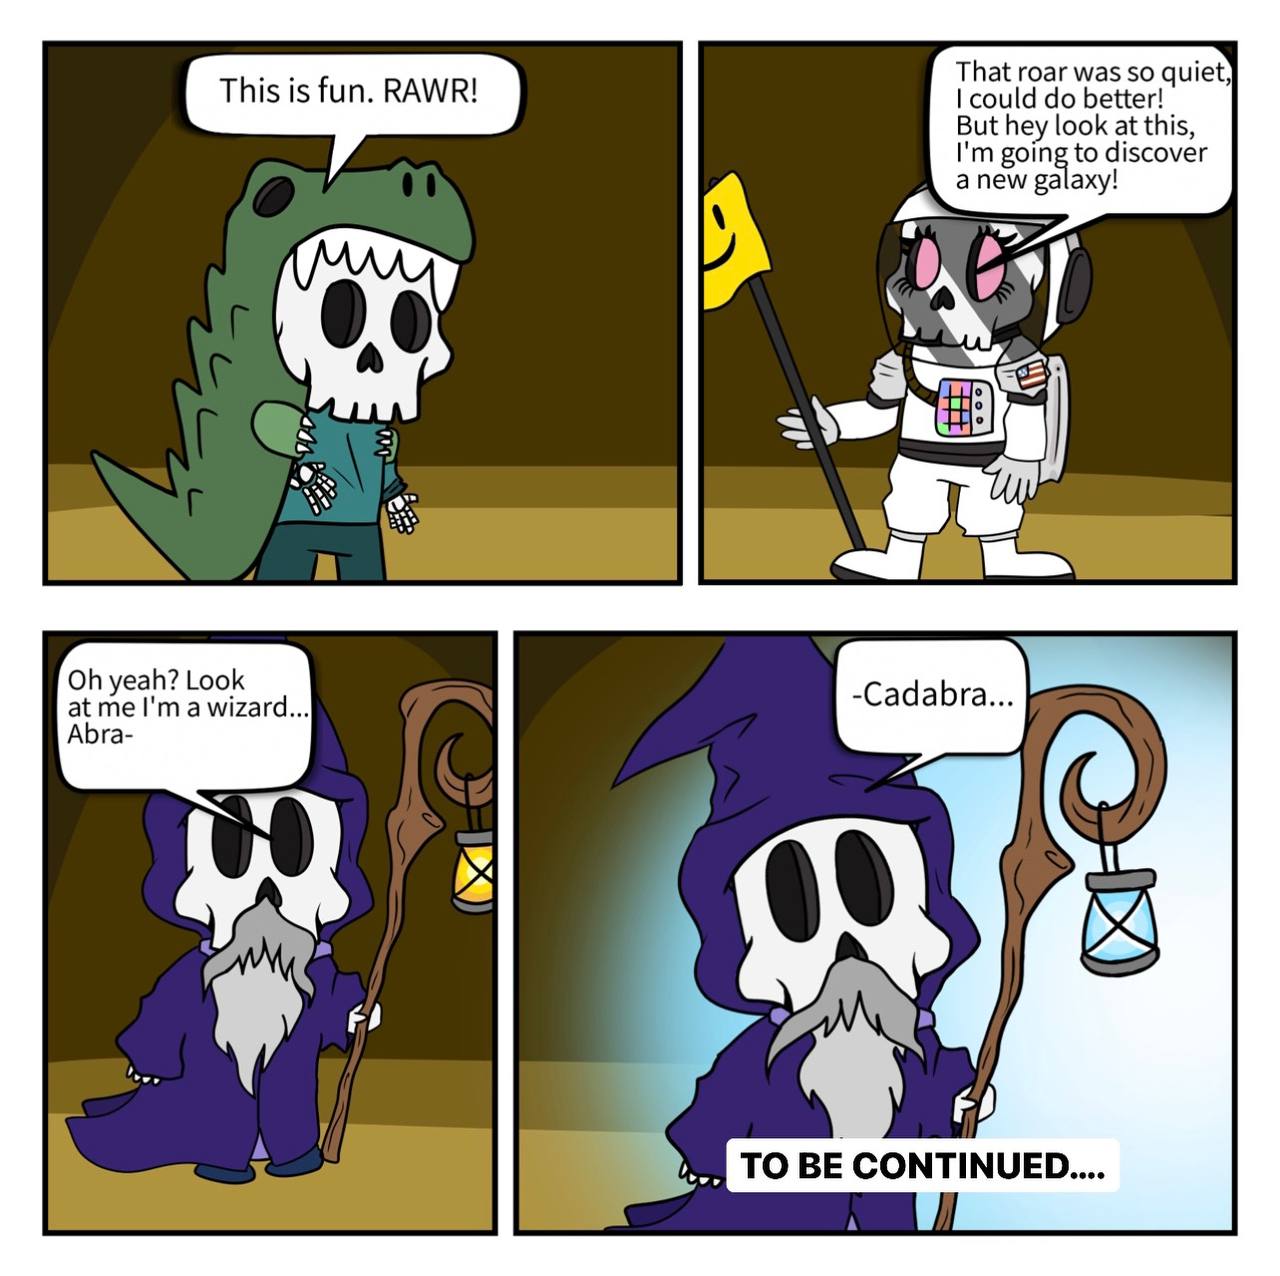 This is fun. RAWR!
That roar was so quiet,
I could do better!
But hey look at this,
I'm going to discover
a new galaxy!
Oh yeah? Look
at me I'm a wizard...
Abra-
-Cadabra...
TO BE CONTINUED....